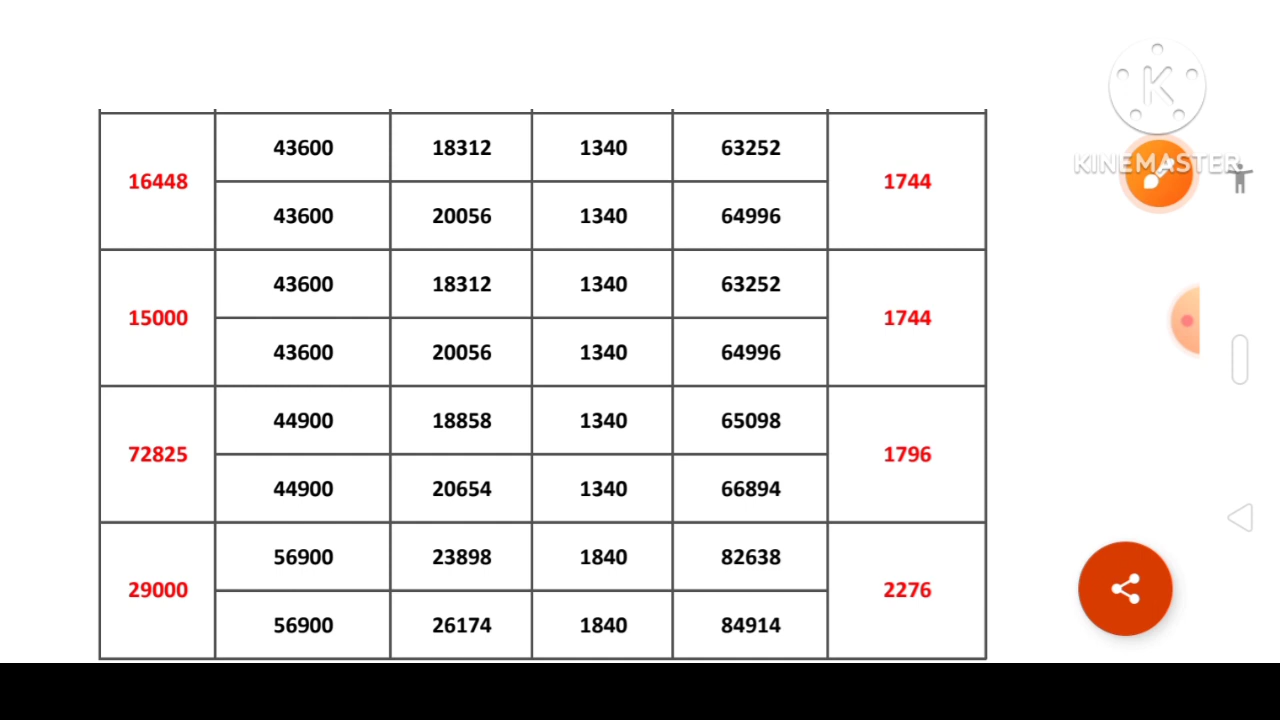 K
KINEMASTER
16448 43600 18312 1340 63252 1744
43600 20056 1340 64996
15000 43600 18312 1340 63252 1744
43600 20056 1340 64996
72825 44900 18858 1340 65098 1796
44900 20654 1340 66894
29000 56900 23898 1840 82638 2276
56900 26174 1840 84914